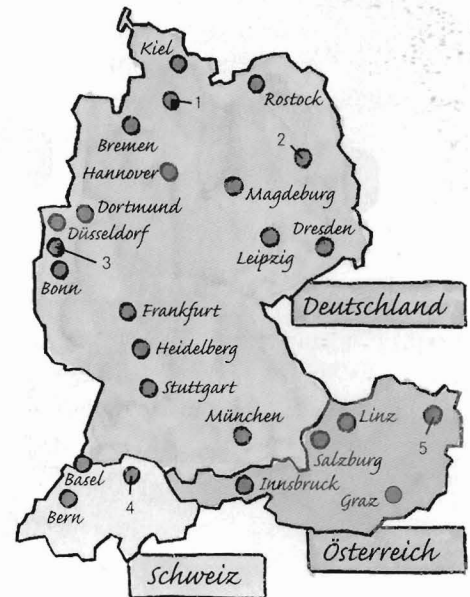 Kiel
Rostock
1
Bremen
2
Hannover
Magdeburg
Dortmund
Düsseldorf
Dresden
Leipzig
3
Bonn
Deutschland
Frankfurt
Heidelberg
Stuttgart
München
Linz
5
Salzburg
Basel
4
Innsbruck
Bern
Graz
Österreich
Schweiz